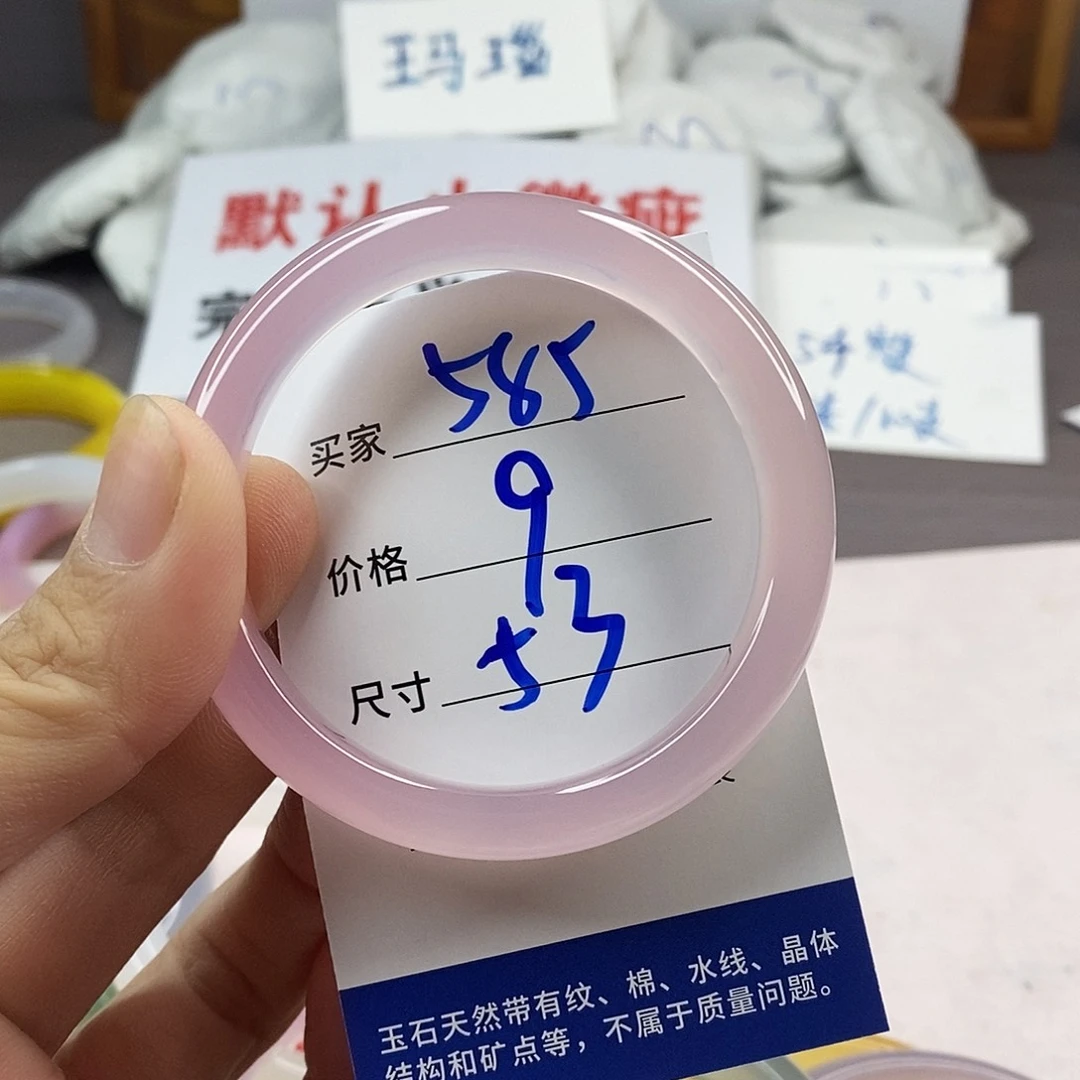 玉玛瑙
默认
买家 585
价格 9
尺寸 53
54 

玉石天然带有纹、棉、水线、晶体
结构和矿点等，不属于质量问题。